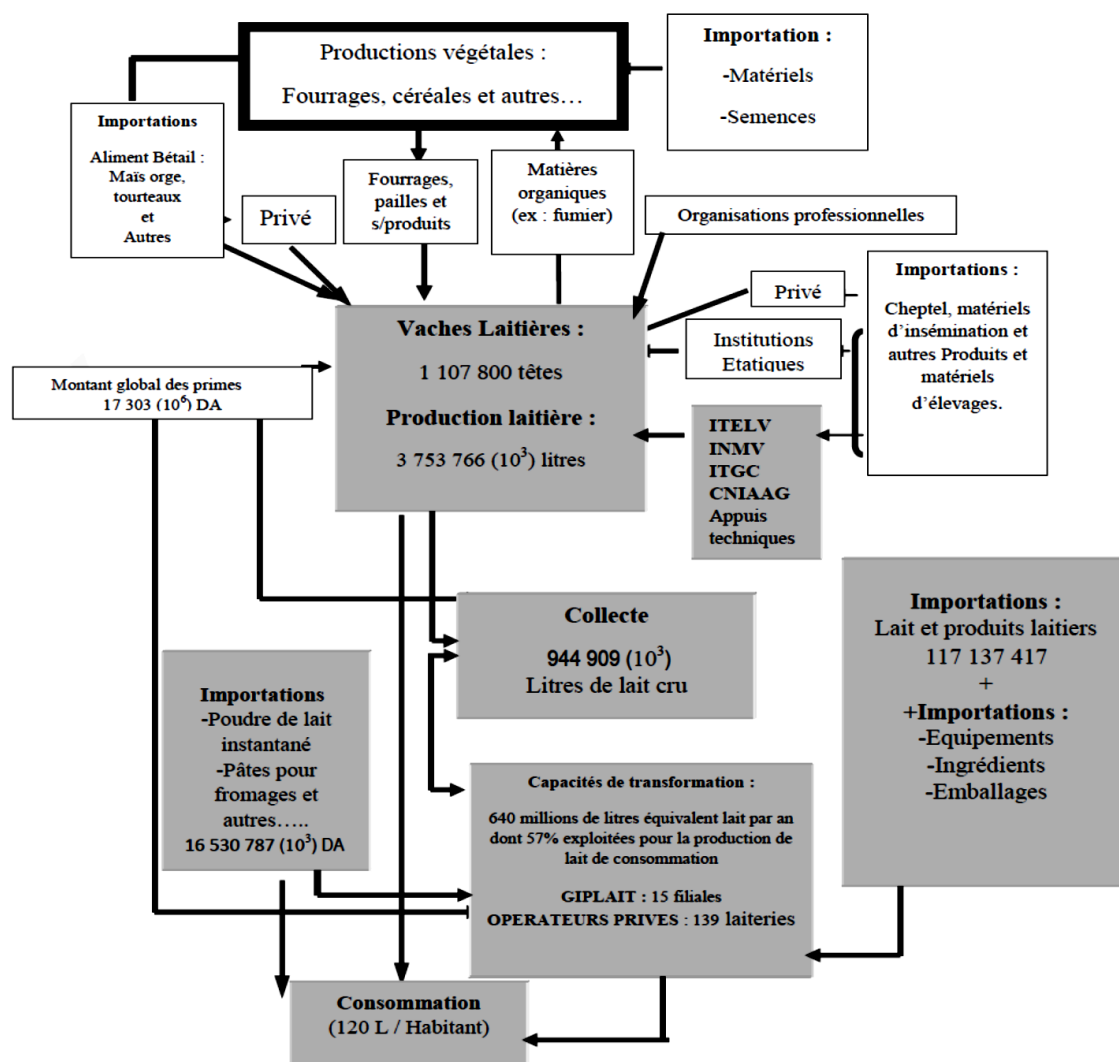 Productions végétales :
Fourrages, céréales et autres…
Importation :
-Matériels
-Semences
Importations
Aliment Bétail :
Maïs orge,
tourteaux
et
Autres
Privé
Fourrages,
pailles et
s/produits
Matières
organiques
(ex : fumier)
Organisations professionnelles
Importations :
Cheptel, matériels
d’insémination et
autres Produits et
matériels
d’élevages.
Privé
Institutions
Etatiques
Vaches Laitières :
1 107 800 têtes
Production laitière :
3 753 766 (10³) litres
Montant global des primes
17 303 (10⁶) DA
ITELV
INMV
ITGC
CNIAAG
Appuis
techniques
Collecte
944 909 (10³)
Litres de lait cru
Importations :
Lait et produits laitiers
117 137 417
+
+Importations :
-Equipements
-Ingrédients
-Emballages
Importations
-Poudre de lait
instantané
-Pâtes pour
fromages et
autres…..
16 530 787 (10³) DA
Capacités de transformation :
640 millions de litres équivalent lait par an
dont 57% exploitées pour la production de
lait de consommation
GIPLAIT : 15 filiales
OPERATEURS PRIVES : 139 laiteries
Consommation
(120 L / Habitant)